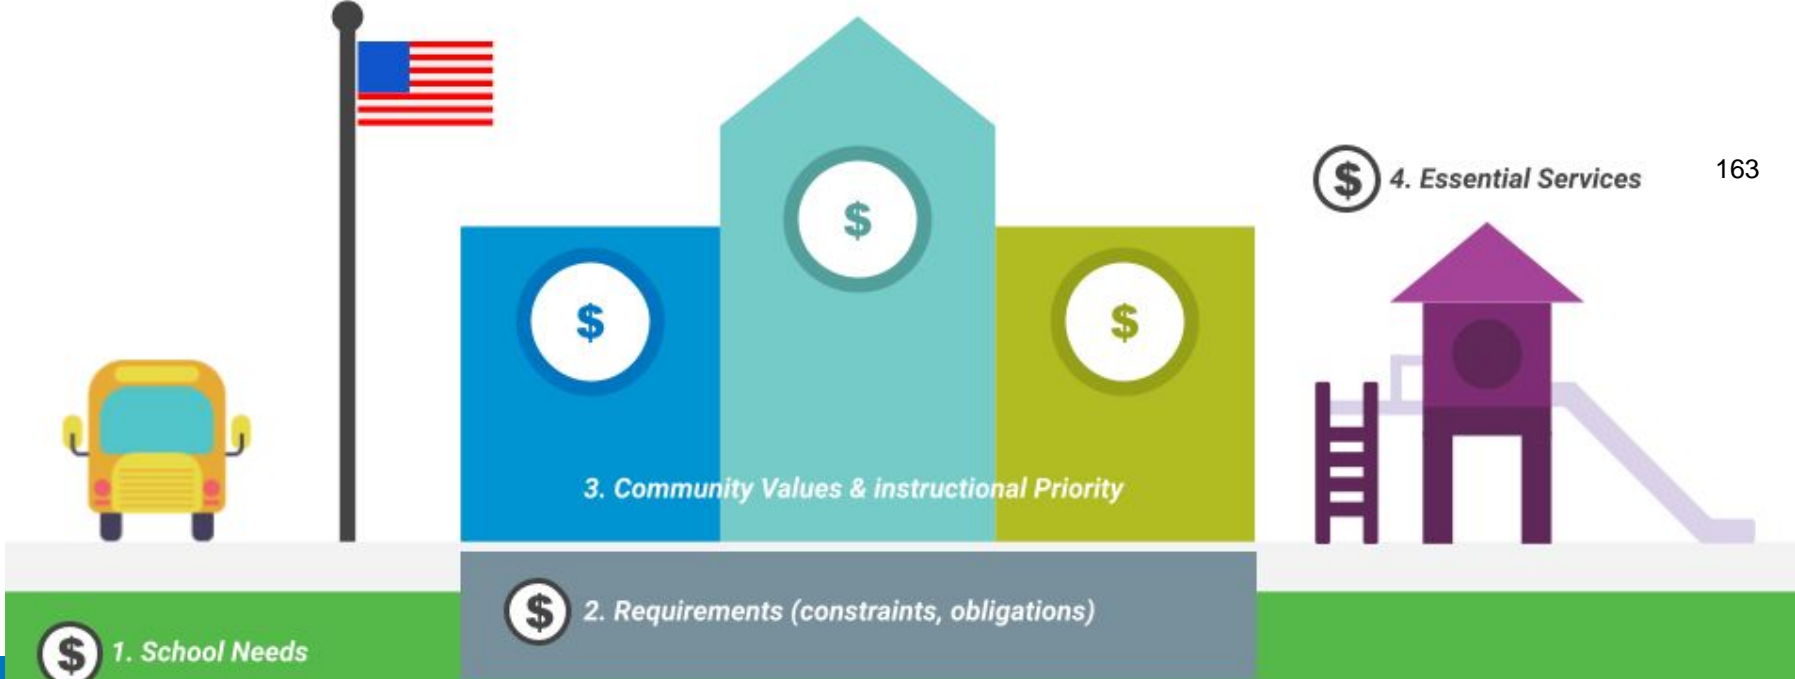 $ 4. Essential Services
163
$
$
$
3. Community Values & instructional Priority
$ 2. Requirements (constraints, obligations)
$ 1. School Needs